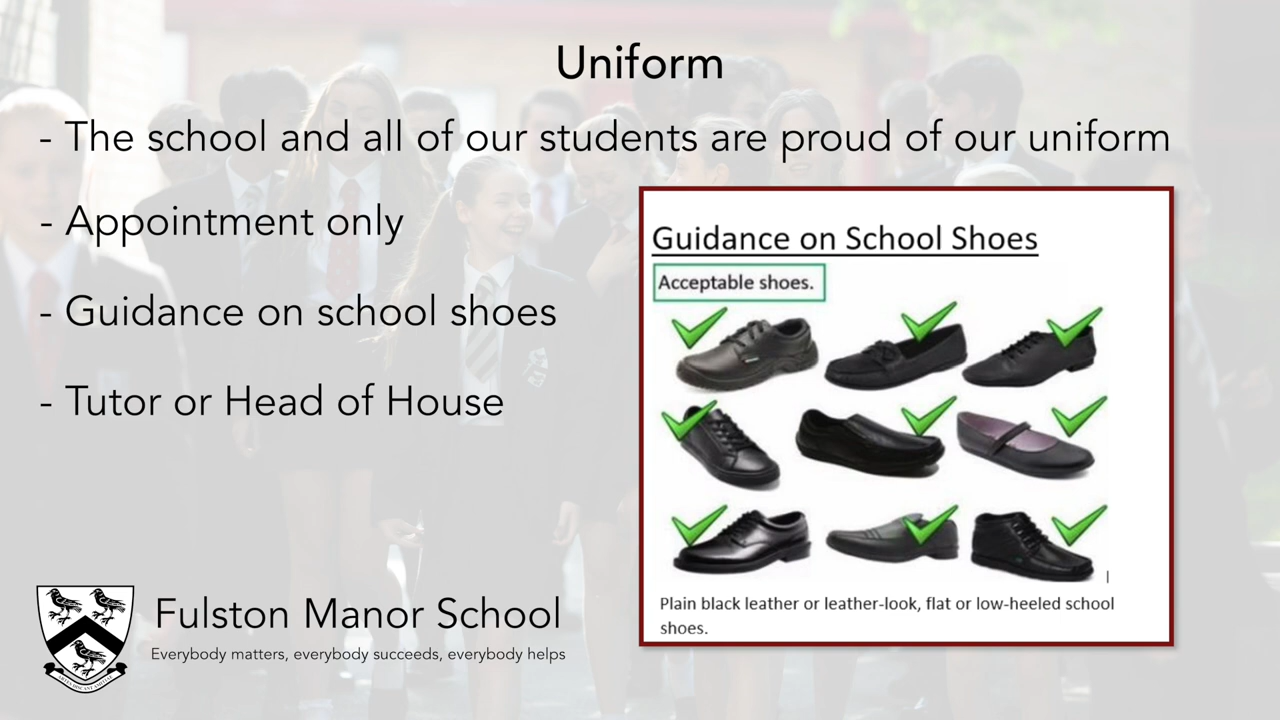 Uniform
- The school and all of our students are proud of our uniform
- Appointment only
- Guidance on school shoes
- Tutor or Head of House
Guidance on School Shoes
Acceptable shoes.
Plain black leather or leather-look, flat or low-heeled school
shoes.
Fulston Manor School
Everybody matters, everybody succeeds, everybody helps